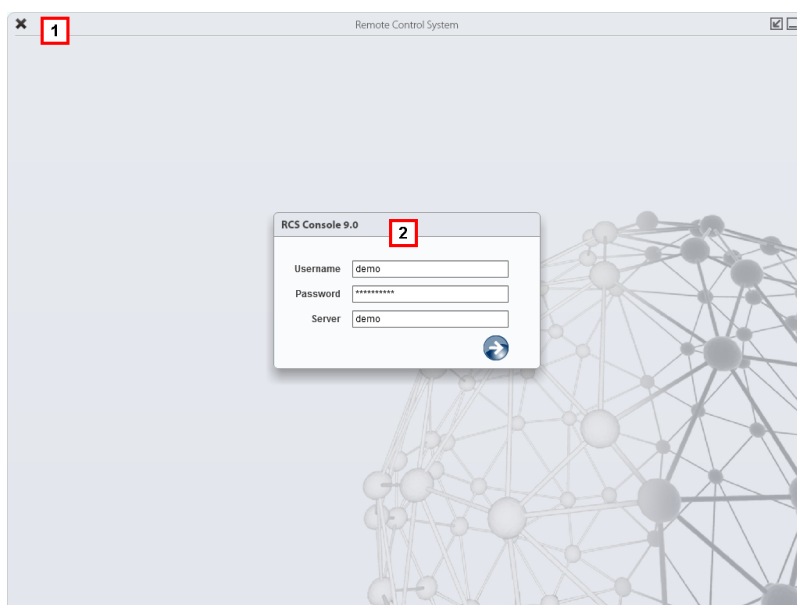 1
Remote Control System
RCS Console 9.0
2
Username demo
Password **********
Server demo